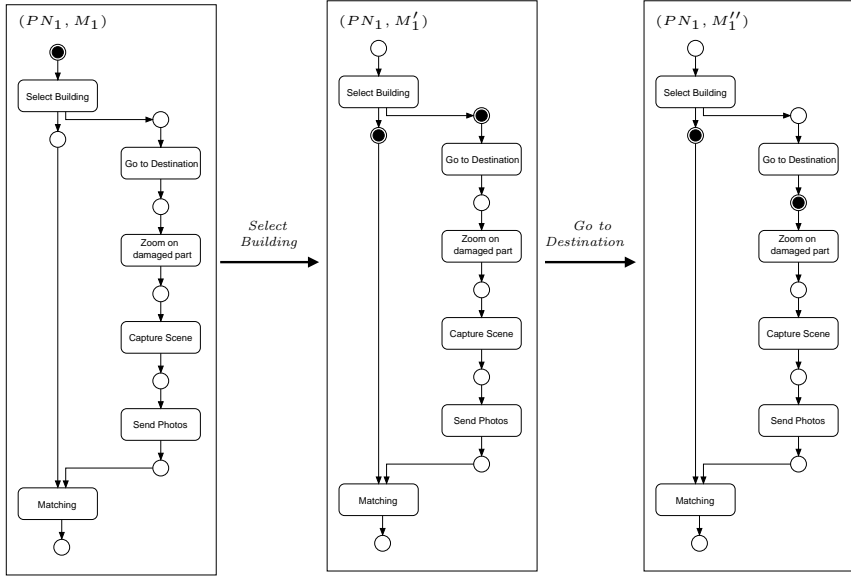 (PN₁, M₁)
Select Building
Go to Destination
Zoom on
damaged part
Capture Scene
Send Photos
Matching
Select
Building
(PN₁, M₁′)
Select Building
Go to Destination
Zoom on
damaged part
Capture Scene
Send Photos
Matching
Go to
Destination
(PN₁, M₁′′)
Select Building
Go to Destination
Zoom on
damaged part
Capture Scene
Send Photos
Matching